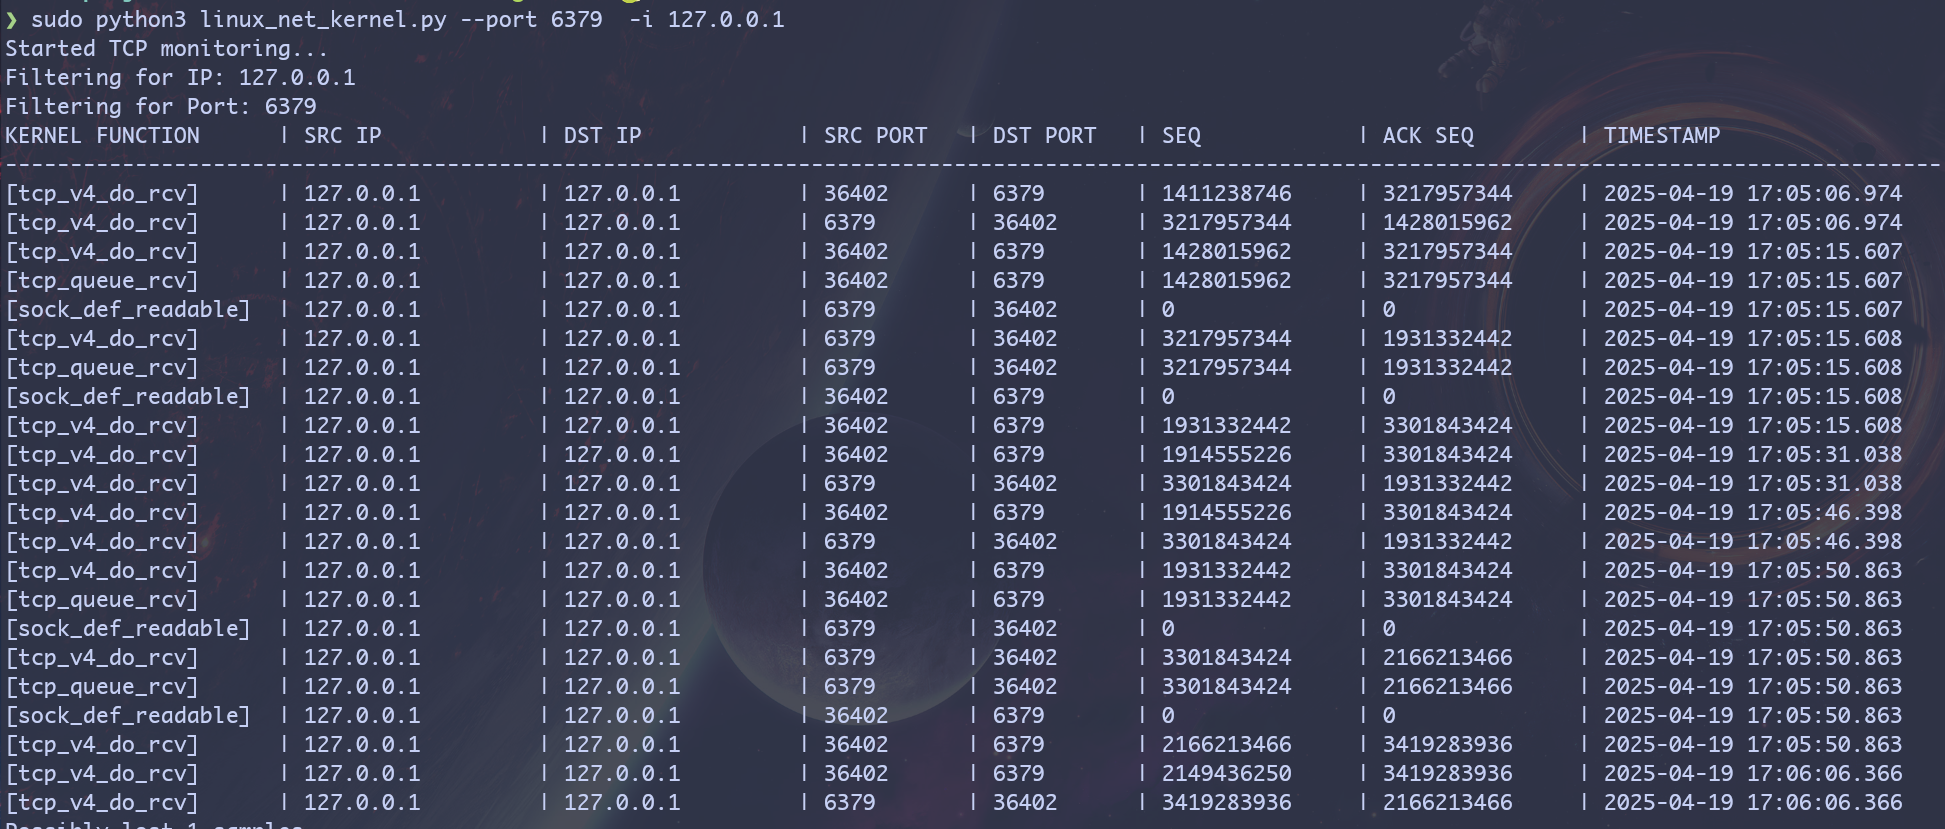 ❯ sudo python3 linux_net_kernel.py --port 6379  -i 127.0.0.1
Started TCP monitoring...
Filtering for IP: 127.0.0.1
Filtering for Port: 6379
KERNEL FUNCTION | SRC IP | DST IP | SRC PORT | DST PORT | SEQ | ACK SEQ | TIMESTAMP
[tcp_v4_do_rcv] | 127.0.0.1 | 127.0.0.1 | 36402 | 6379 | 1411238746 | 3217957344 | 2025-04-19 17:05:06.974
[tcp_v4_do_rcv] | 127.0.0.1 | 127.0.0.1 | 6379 | 36402 | 3217957344 | 1428015962 | 2025-04-19 17:05:06.974
[tcp_v4_do_rcv] | 127.0.0.1 | 127.0.0.1 | 36402 | 6379 | 1428015962 | 3217957344 | 2025-04-19 17:05:15.607
[tcp_queue_rcv] | 127.0.0.1 | 127.0.0.1 | 36402 | 6379 | 1428015962 | 3217957344 | 2025-04-19 17:05:15.607
[sock_def_readable] | 127.0.0.1 | 127.0.0.1 | 6379 | 36402 | 0 | 0 | 2025-04-19 17:05:15.607
[tcp_v4_do_rcv] | 127.0.0.1 | 127.0.0.1 | 6379 | 36402 | 3217957344 | 1931332442 | 2025-04-19 17:05:15.608
[tcp_queue_rcv] | 127.0.0.1 | 127.0.0.1 | 6379 | 36402 | 3217957344 | 1931332442 | 2025-04-19 17:05:15.608
[sock_def_readable] | 127.0.0.1 | 127.0.0.1 | 36402 | 6379 | 0 | 0 | 2025-04-19 17:05:15.608
[tcp_v4_do_rcv] | 127.0.0.1 | 127.0.0.1 | 36402 | 6379 | 1931332442 | 3301843424 | 2025-04-19 17:05:15.608
[tcp_v4_do_rcv] | 127.0.0.1 | 127.0.0.1 | 36402 | 6379 | 1914555226 | 3301843424 | 2025-04-19 17:05:31.038
[tcp_v4_do_rcv] | 127.0.0.1 | 127.0.0.1 | 6379 | 36402 | 3301843424 | 1931332442 | 2025-04-19 17:05:31.038
[tcp_v4_do_rcv] | 127.0.0.1 | 127.0.0.1 | 36402 | 6379 | 1914555226 | 3301843424 | 2025-04-19 17:05:46.398
[tcp_v4_do_rcv] | 127.0.0.1 | 127.0.0.1 | 6379 | 36402 | 3301843424 | 1931332442 | 2025-04-19 17:05:46.398
[tcp_v4_do_rcv] | 127.0.0.1 | 127.0.0.1 | 36402 | 6379 | 1931332442 | 3301843424 | 2025-04-19 17:05:50.863
[tcp_queue_rcv] | 127.0.0.1 | 127.0.0.1 | 36402 | 6379 | 1931332442 | 3301843424 | 2025-04-19 17:05:50.863
[sock_def_readable] | 127.0.0.1 | 127.0.0.1 | 6379 | 36402 | 0 | 0 | 2025-04-19 17:05:50.863
[tcp_v4_do_rcv] | 127.0.0.1 | 127.0.0.1 | 6379 | 36402 | 3301843424 | 2166213466 | 2025-04-19 17:05:50.863
[tcp_queue_rcv] | 127.0.0.1 | 127.0.0.1 | 6379 | 36402 | 3301843424 | 2166213466 | 2025-04-19 17:05:50.863
[sock_def_readable] | 127.0.0.1 | 127.0.0.1 | 36402 | 6379 | 0 | 0 | 2025-04-19 17:05:50.863
[tcp_v4_do_rcv] | 127.0.0.1 | 127.0.0.1 | 36402 | 6379 | 2166213466 | 3419283936 | 2025-04-19 17:05:50.863
[tcp_v4_do_rcv] | 127.0.0.1 | 127.0.0.1 | 36402 | 6379 | 2149436250 | 3419283936 | 2025-04-19 17:06:06.366
[tcp_v4_do_rcv] | 127.0.0.1 | 127.0.0.1 | 6379 | 36402 | 3419283936 | 2166213466 | 2025-04-19 17:06:06.366
Possibly lost 1 samples